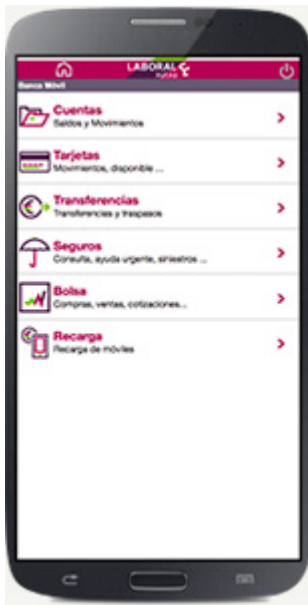 LABORAL
kutxa
Banca Móvil
Cuentas
Saldos y Movimientos
Tarjetas
Movimientos, disponible ...
Transferencias
Transferencias y traspasos
Seguros
Consulta, ayuda urgente, siniestros ...
Bolsa
Compras, ventas, cotizaciones...
Recarga
Recarga de móviles